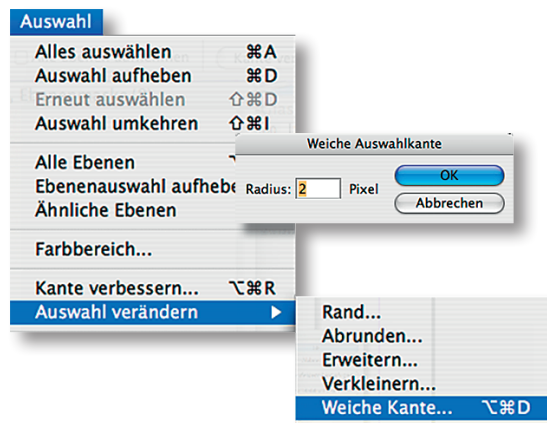 Auswahl
Alles auswählen ⌘A
Auswahl aufheben ⌘D
Erneut auswählen ⇧⌘D
Auswahl umkehren ⇧⌘I
Alle Ebenen
Ebenenauswahl aufhebe
Ähnliche Ebenen
Farbbereich...
Kante verbessern... ⌥⌘R
Auswahl verändern ▶
Weiche Auswahlkante
Radius: 2 Pixel
OK
Abbrechen
Rand...
Abrunden...
Erweitern...
Verkleinern...
Weiche Kante... ⌥⌘D